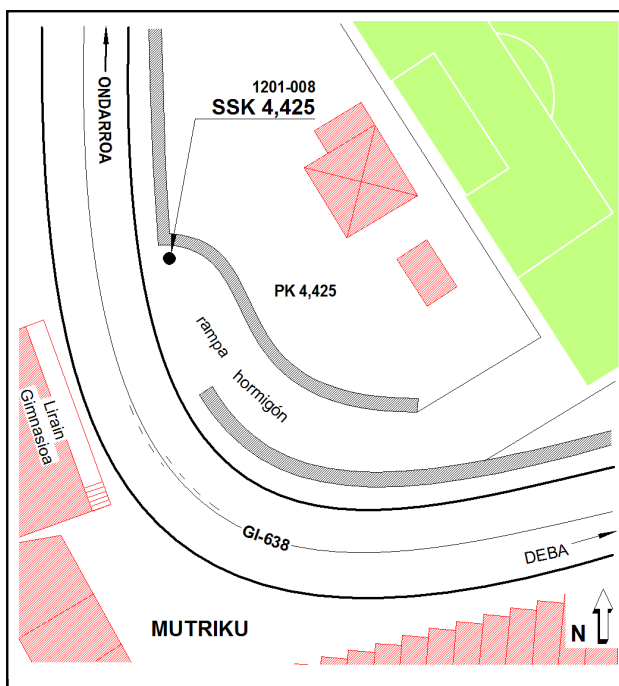 ONDARROA
1201-008
SSK 4,425
PK 4,425
rampa
hormigón
Lirain
Gimnasioa
GI-638
DEBA
MUTRIKU
N